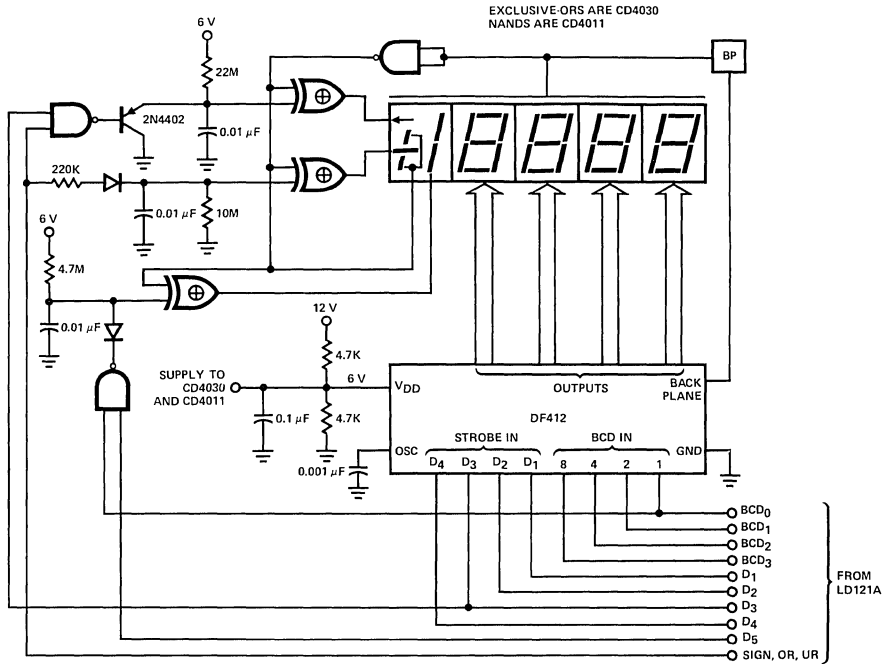 EXCLUSIVE-ORS ARE CD4030
NANDS ARE CD4011
6 V
22M
BP
2N4402
0.01 µF
220K
0.01 µF
10M
6 V
4.7M
0.01 µF
12 V
4.7K
SUPPLY TO
CD4030
AND CD4011
6 V
0.1 µF
4.7K
VDD
OUTPUTS
BACK
PLANE
DF412
OSC
STROBE IN
BCD IN
GND
D4 D3 D2 D1 8 4 2 1
0.001 µF
BCD0
BCD1
BCD2
BCD3
D1
D2
D3
D4
D5
SIGN, OR, UR
FROM
LD121A